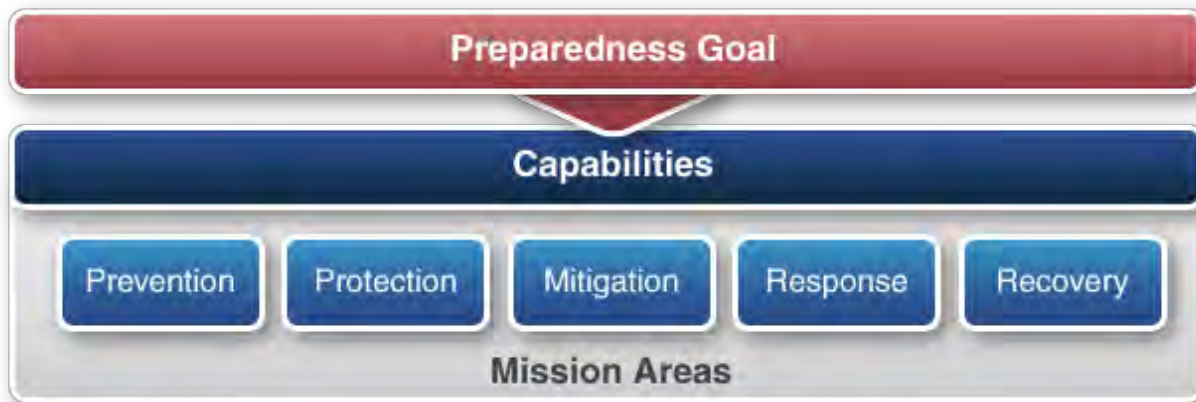 Preparedness Goal
Capabilities
Prevention Protection Mitigation Response Recovery
Mission Areas